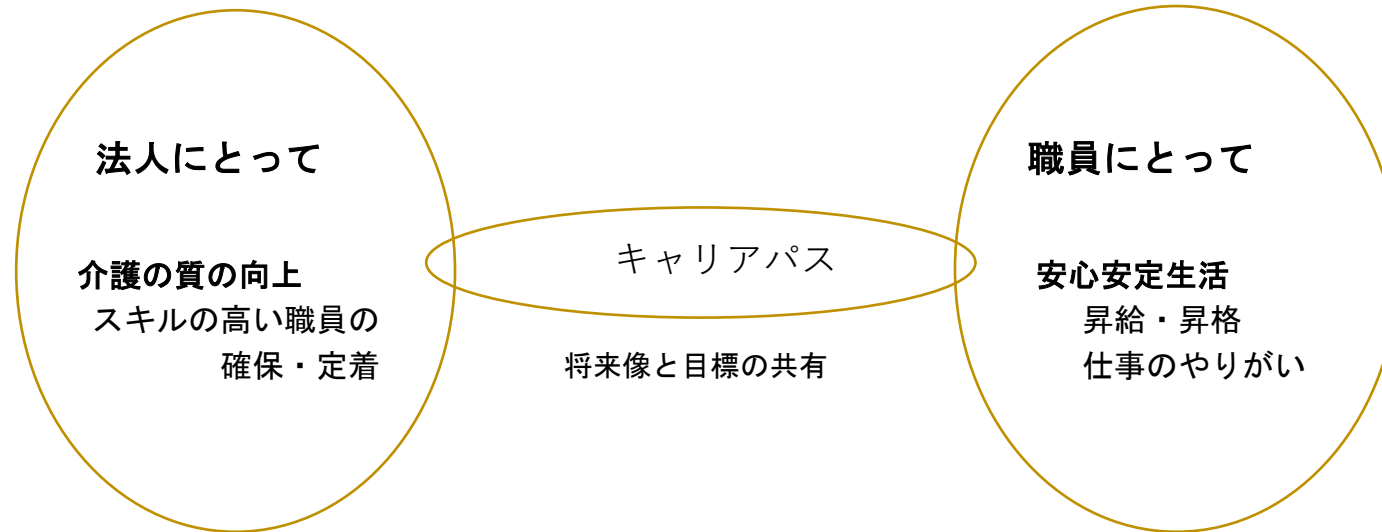 法人にとって
介護の質の向上
スキルの高い職員の
確保・定着
キャリアパス
将来像と目標の共有
職員にとって
安心安定生活
昇給・昇格
仕事のやりがい